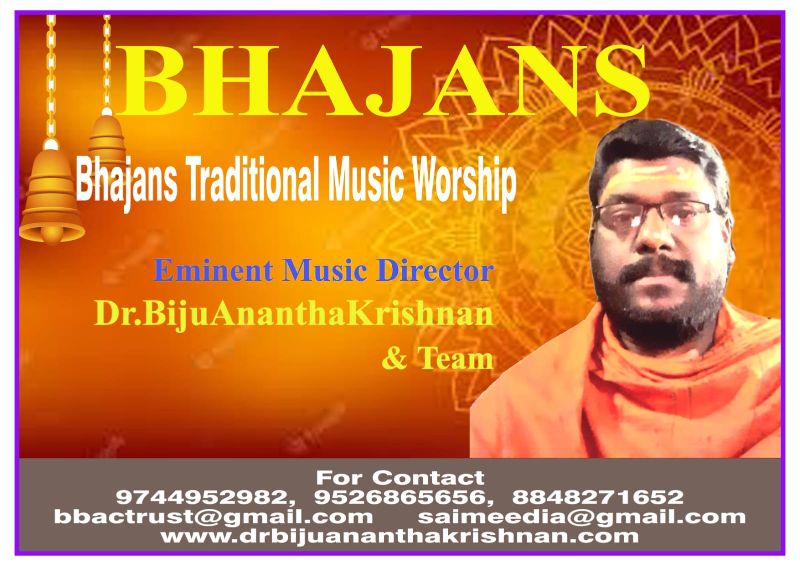 BHAJANS
Bhajans Traditional Music Worship
Eminent Music Director
Dr.BijuAnanthaKrishnan
& Team
For Contact
9744952982, 9526865656, 8848271652
bbactrust@gmail.com saimeedia@gmail.com
www.drbijuananthakrishnan.com